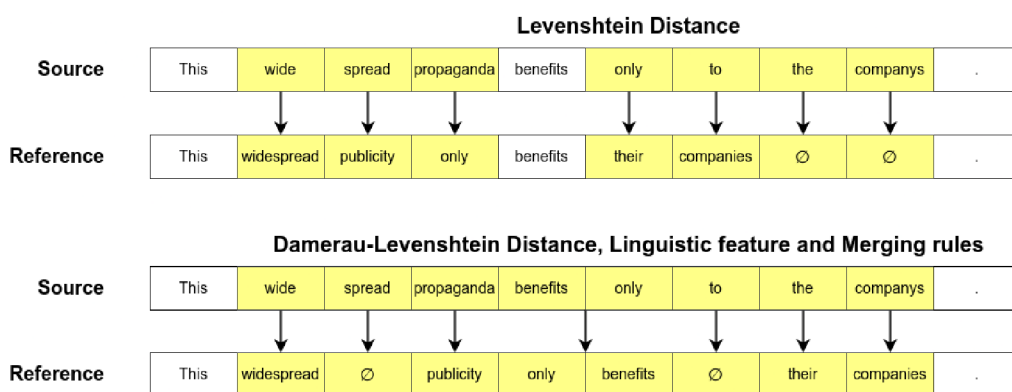 Levenshtein Distance
Source This wide spread propaganda benefits only to the companys .
Reference This widespread publicity only benefits their companies ∅ ∅ .
Damerau-Levenshtein Distance, Linguistic feature and Merging rules
Source This wide spread propaganda benefits only to the companys .
Reference This widespread ∅ publicity only benefits ∅ their companies .